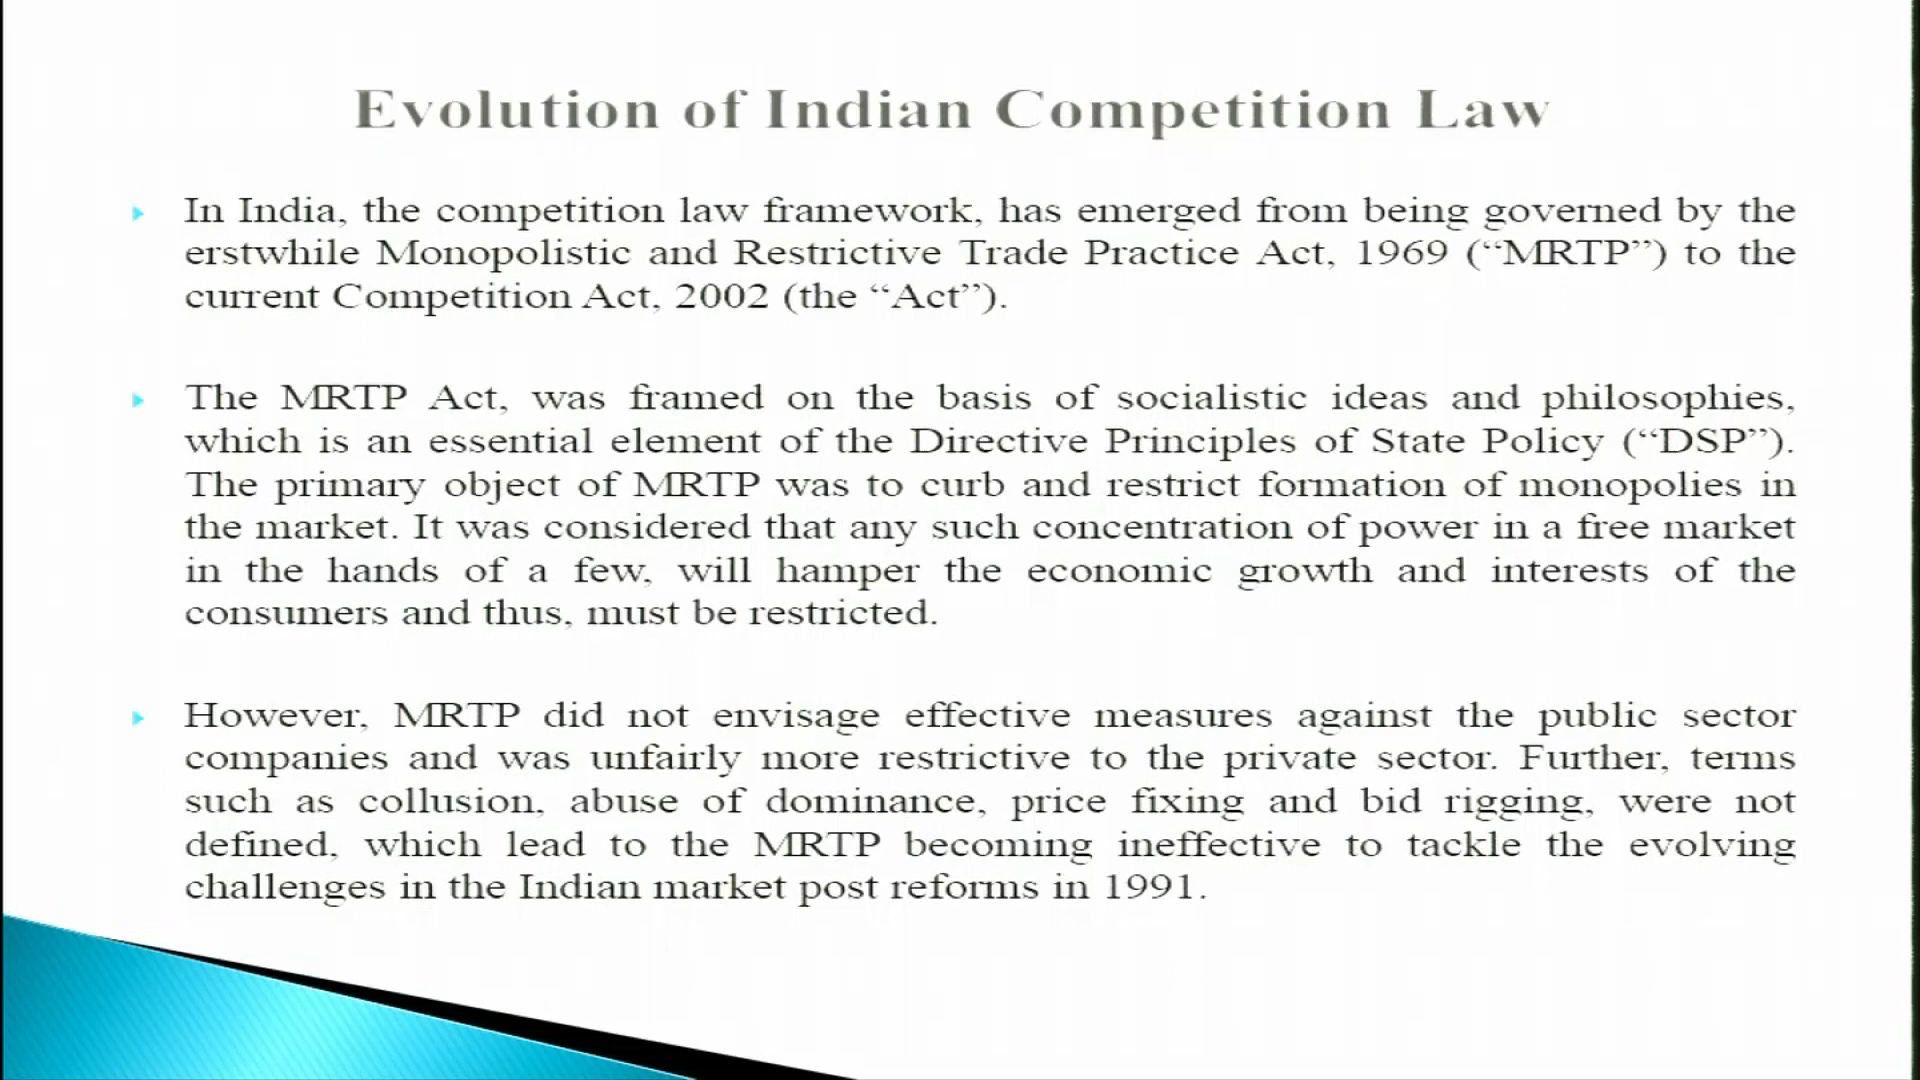 Evolution of Indian Competition Law
In India, the competition law framework, has emerged from being governed by the
erstwhile Monopolistic and Restrictive Trade Practice Act, 1969 (“MRTP”) to the
current Competition Act, 2002 (the “Act”).
The MRTP Act, was framed on the basis of socialistic ideas and philosophies,
which is an essential element of the Directive Principles of State Policy (“DSP”).
The primary object of MRTP was to curb and restrict formation of monopolies in
the market. It was considered that any such concentration of power in a free market
in the hands of a few, will hamper the economic growth and interests of the
consumers and thus, must be restricted.
However, MRTP did not envisage effective measures against the public sector
companies and was unfairly more restrictive to the private sector. Further, terms
such as collusion, abuse of dominance, price fixing and bid rigging, were not
defined, which lead to the MRTP becoming ineffective to tackle the evolving
challenges in the Indian market post reforms in 1991.